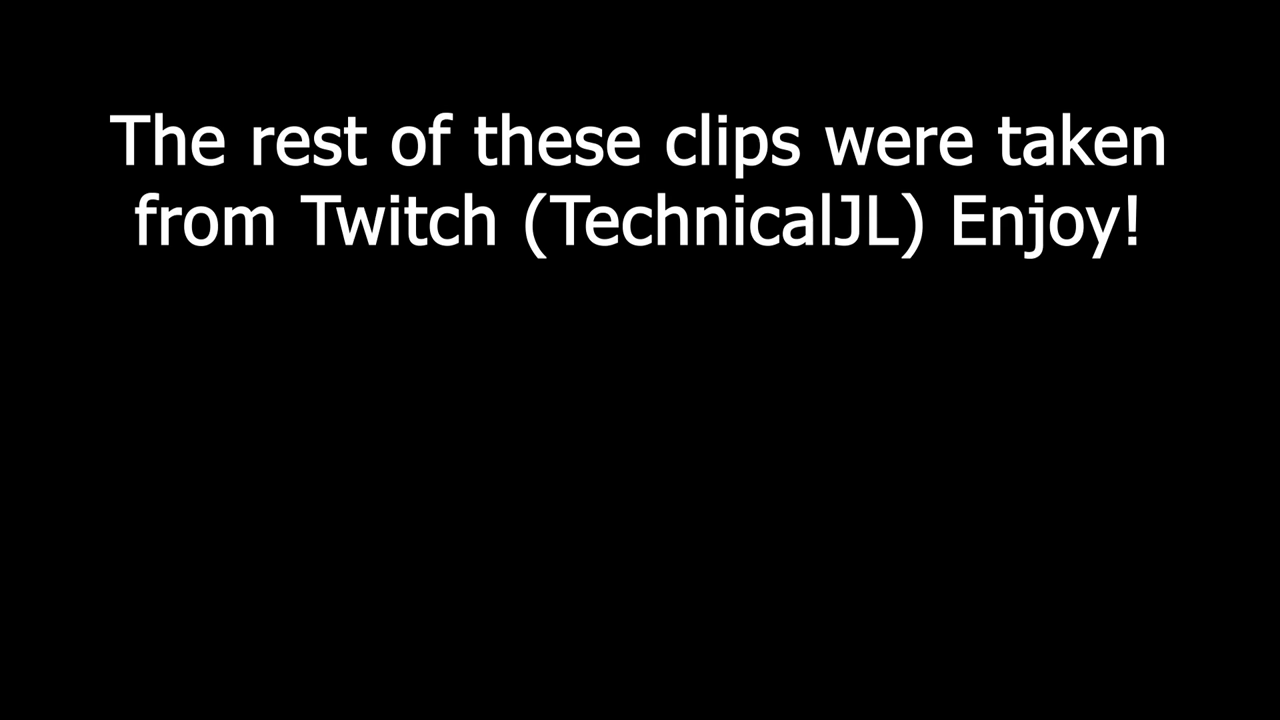 The rest of these clips were taken
from Twitch (TechnicalJL) Enjoy!